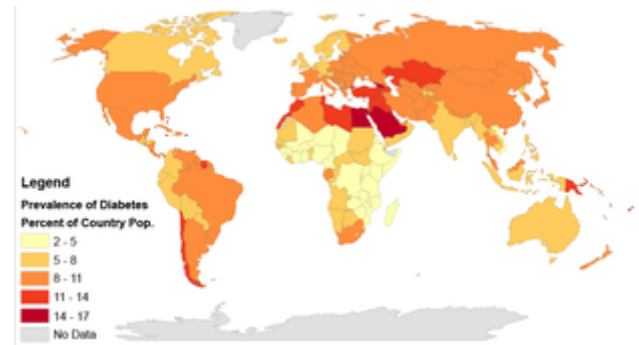 Legend
Prevalence of Diabetes
Percent of Country Pop.
2 - 5
5 - 8
8 - 11
11 - 14
14 - 17
No Data